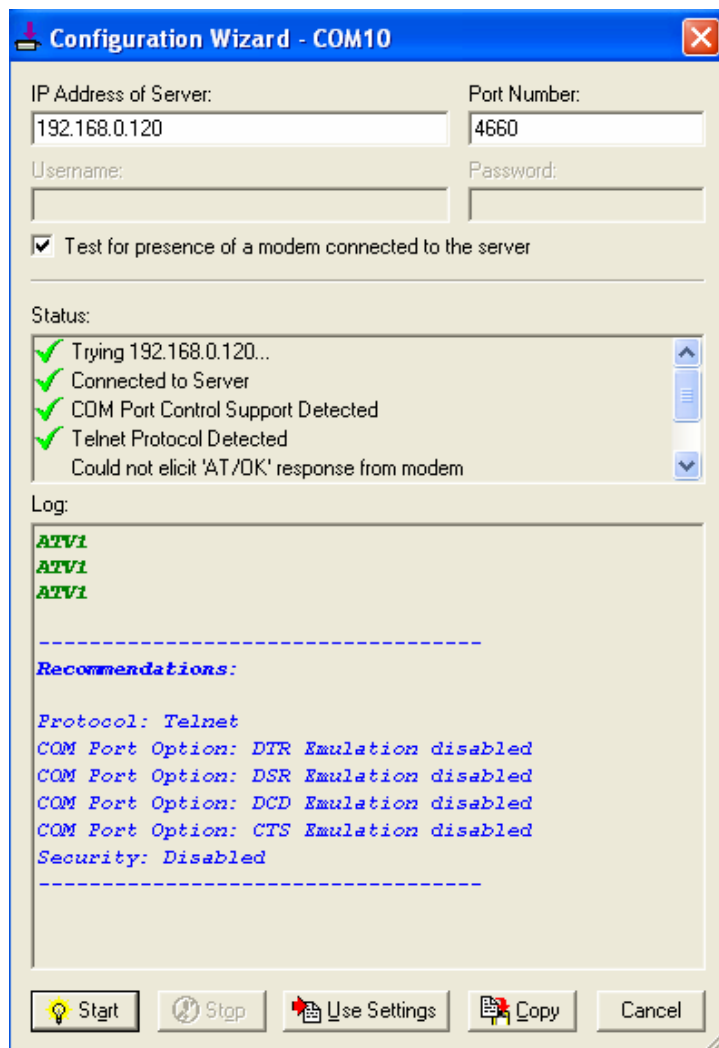 Configuration Wizard - COM10
IP Address of Server: Port Number:
192.168.0.120 4660
Username: Password:
Test for presence of a modem connected to the server
Status:
Trying 192.168.0.120...
Connected to Server
COM Port Control Support Detected
Telnet Protocol Detected
Could not elicit 'AT/OK' response from modem
Log:
ATV1
ATV1
ATV1
-----------------------------------
Recommendations:
Protocol: Telnet
COM Port Option: DTR Emulation disabled
COM Port Option: DSR Emulation disabled
COM Port Option: DCD Emulation disabled
COM Port Option: CTS Emulation disabled
Security: Disabled
-----------------------------------
Start Stop Use Settings Copy Cancel